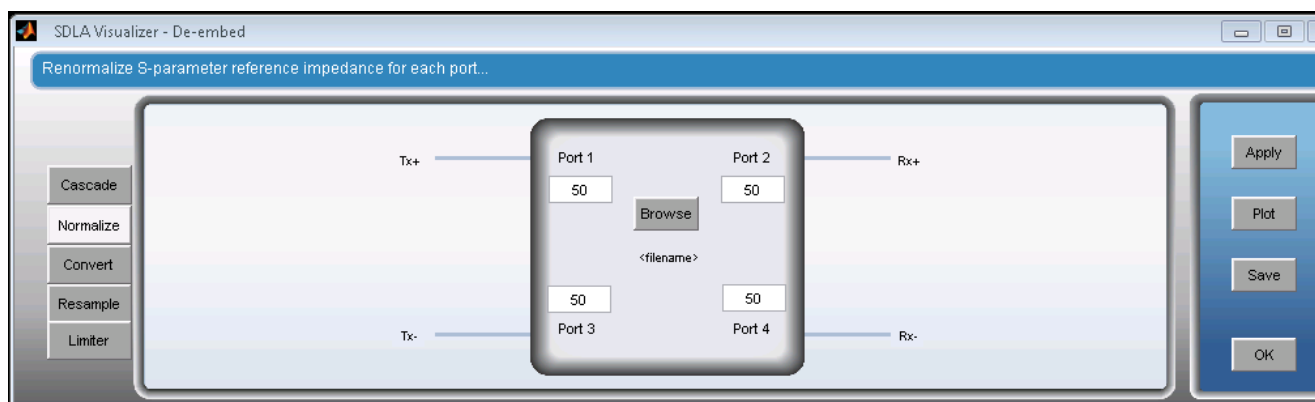 SDLA Visualizer - De-embed
Renormalize S-parameter reference impedance for each port...
Cascade
Normalize
Convert
Resample
Limiter
Tx+
Port 1
Port 2
Rx+
50
50
Browse
<filename>
50
50
Tx-
Port 3
Port 4
Rx-
Apply
Plot
Save
OK